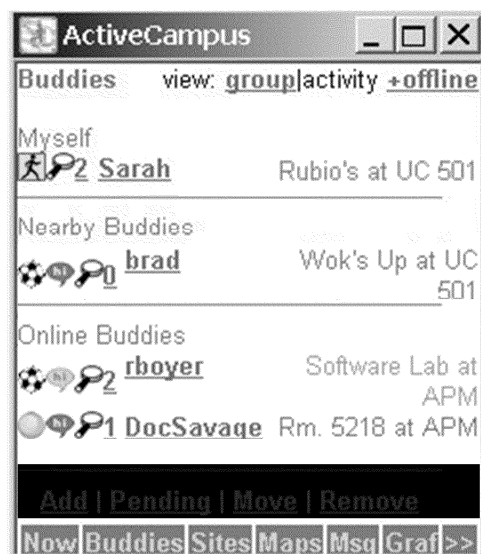 ActiveCampus
Buddies view: group|activity +offline
Myself
2 Sarah Rubio's at UC 501
Nearby Buddies
0 brad Wok's Up at UC
501
Online Buddies
2 rboyer Software Lab at
APM
1 DocSavage Rm. 5218 at APM
Add | Pending | Move | Remove
Now Buddies Sites Maps Msg Graf >>